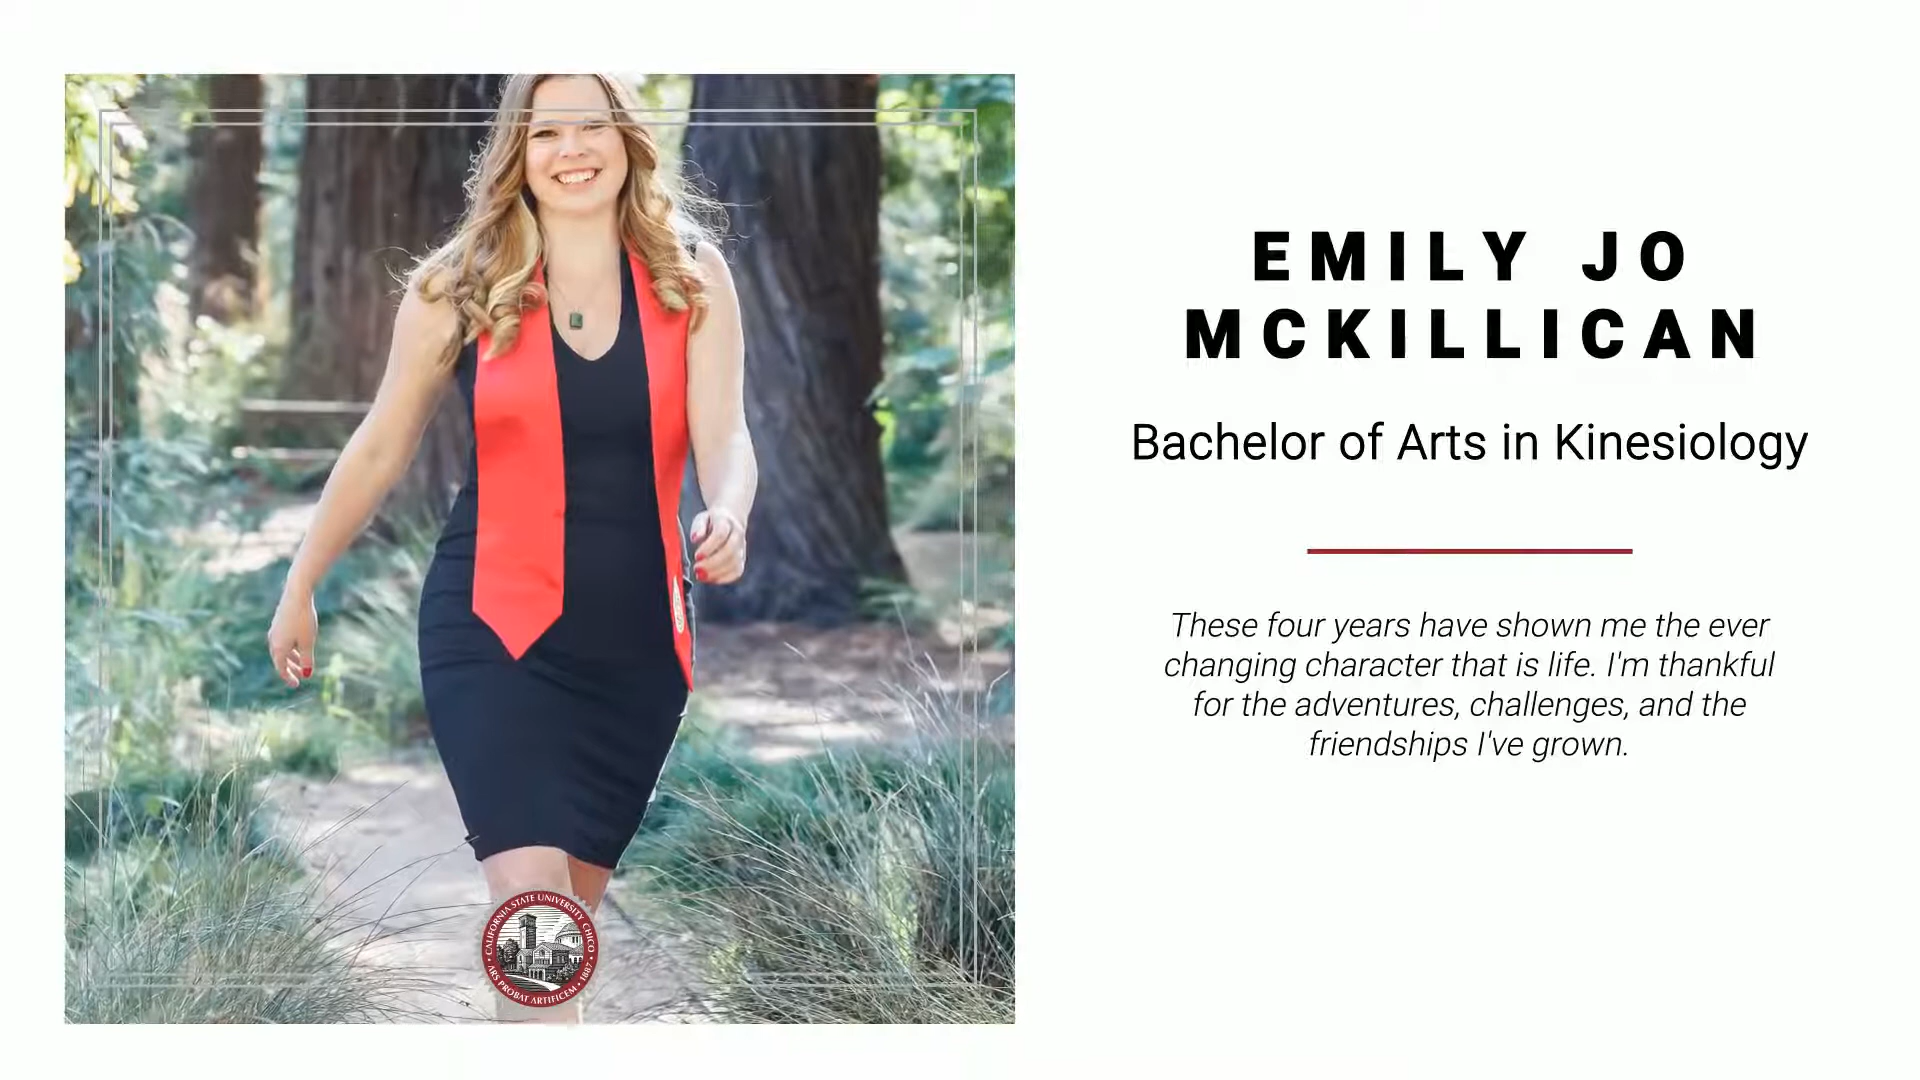 EMILY JO
MCKILLICAN
Bachelor of Arts in Kinesiology
These four years have shown me the ever
changing character that is life. I'm thankful
for the adventures, challenges, and the
friendships I've grown.
CALIFORNIA STATE UNIVERSITY CHICO
ARS PROBAT ARTIFICEM • 1887